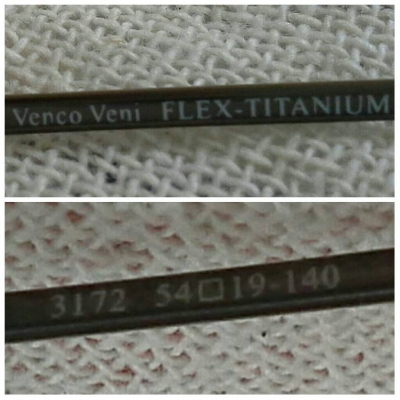 Venco Veni FLEX-TITANIUM
3172 54□19-140